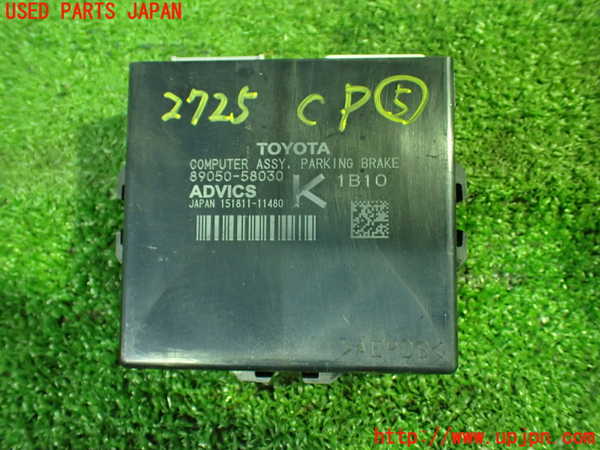 USED PARTS JAPAN
2725 CP⑤
TOYOTA
COMPUTER ASSY, PARKING BRAKE
89050-58030
ADVICS K 1B10
JAPAN 151811-11460
http://www.upjpn.com